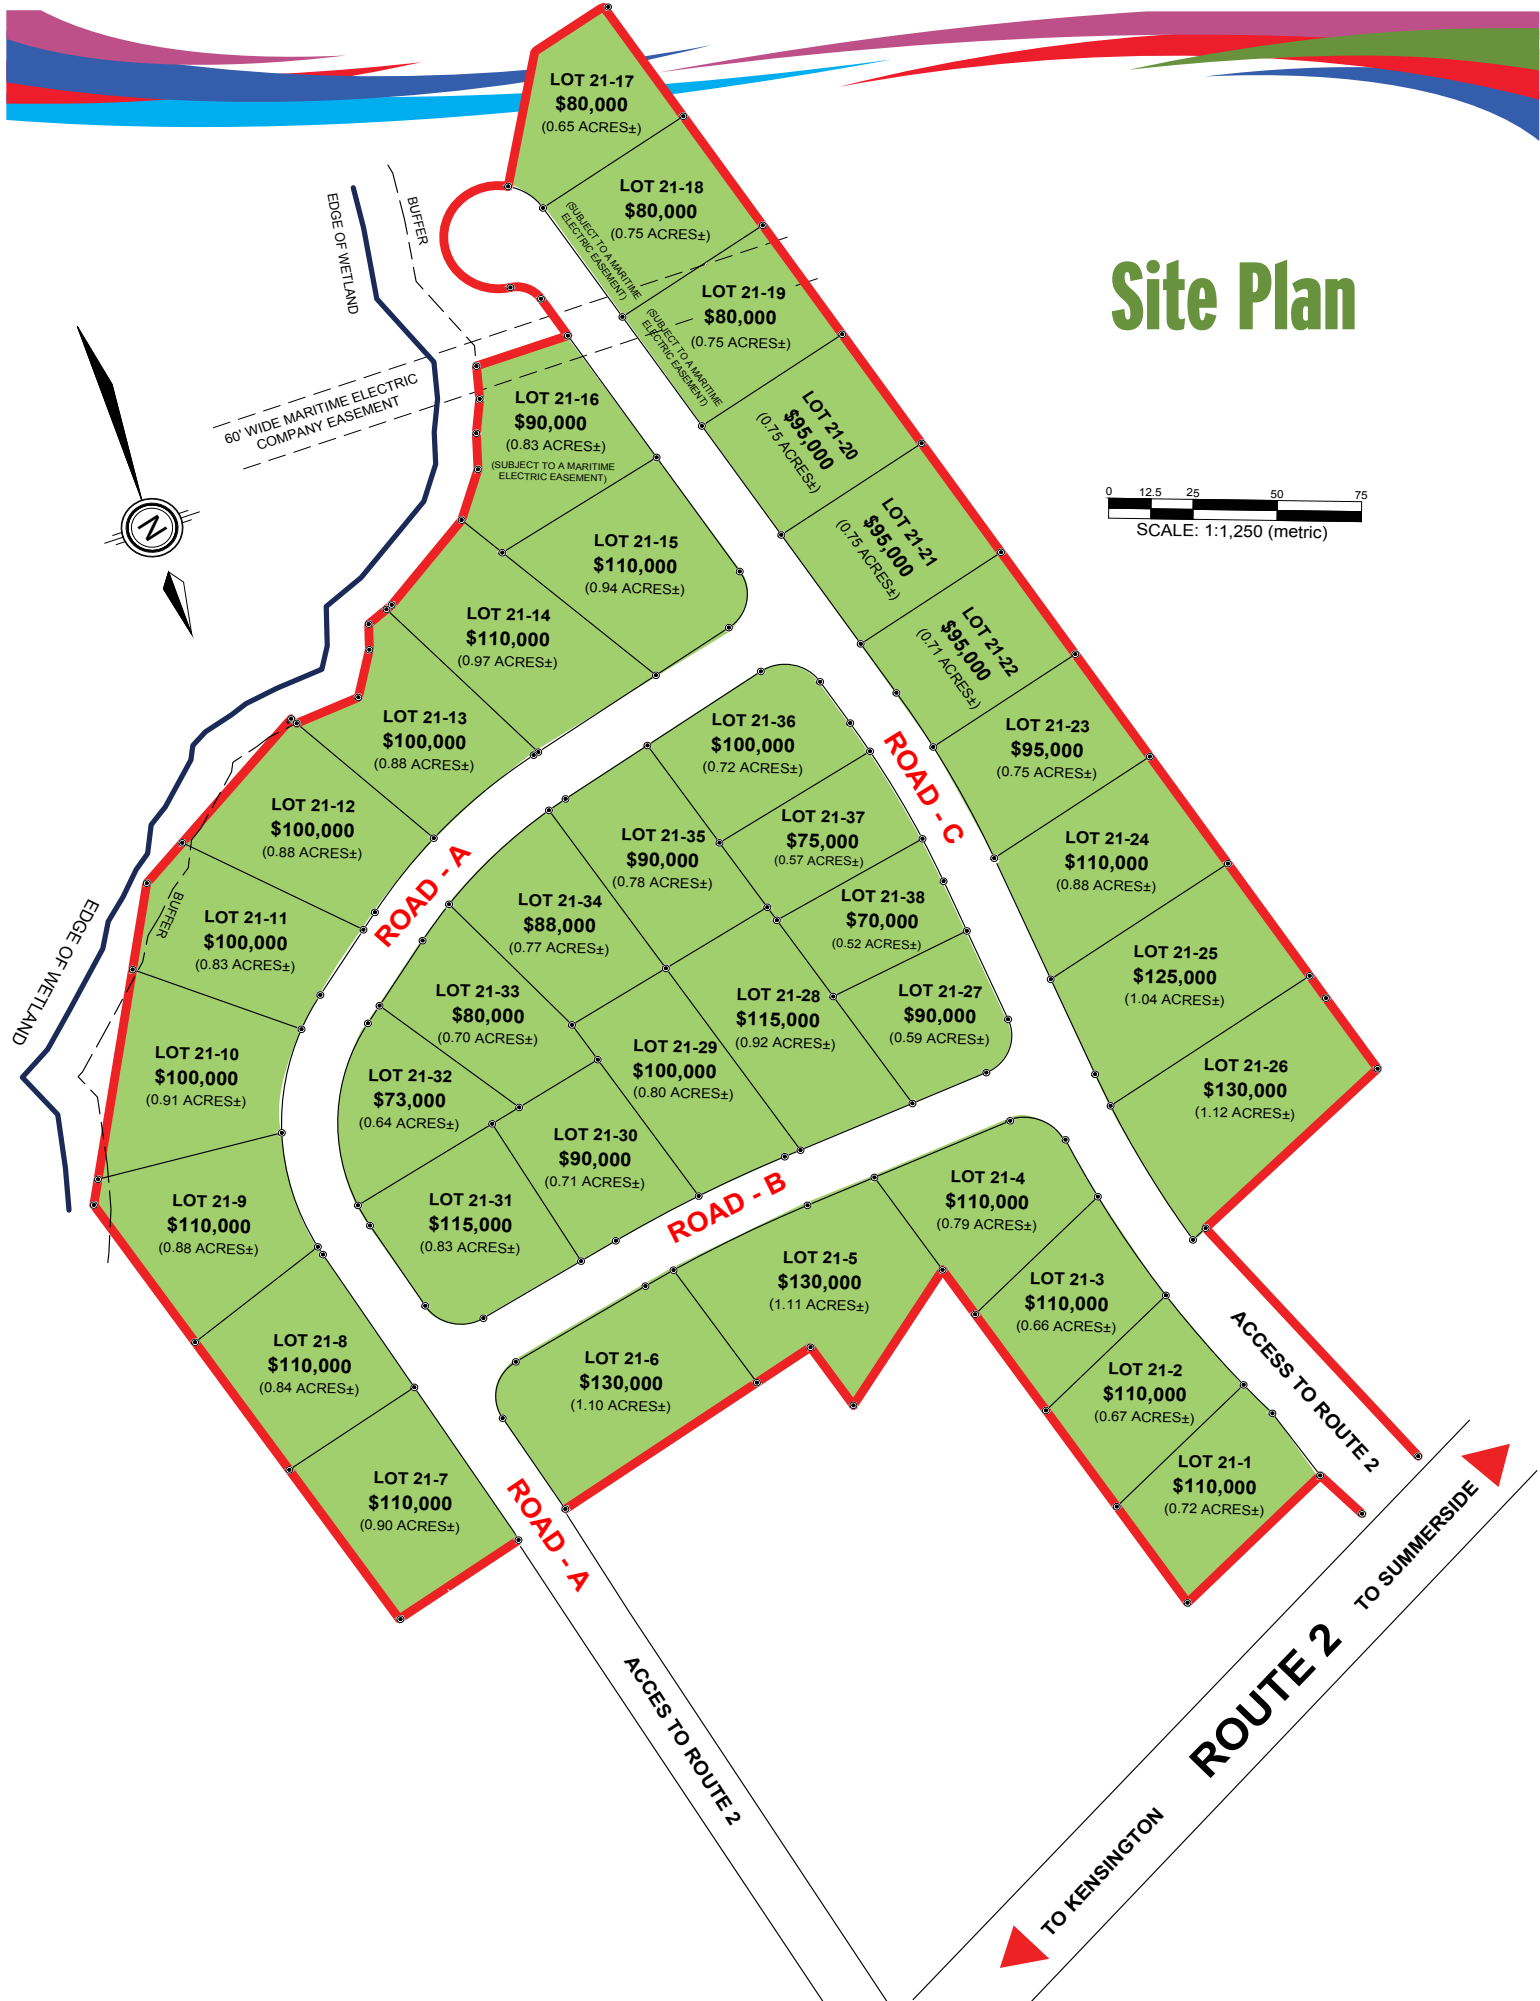 Site Plan
LOT 21-17
$80,000
(0.65 ACRES±)
LOT 21-18
$80,000
(0.75 ACRES±)
(SUBJECT TO A MARITIME
ELECTRIC EASEMENT)
LOT 21-19
$80,000
(0.75 ACRES±)
(SUBJECT TO A MARITIME
ELECTRIC EASEMENT)
EDGE OF WETLAND
BUFFER
60' WIDE MARITIME ELECTRIC
COMPANY EASEMENT
N
0 12.5 25 50 75
SCALE: 1:1,250 (metric)
LOT 21-16
$90,000
(0.83 ACRES±)
(SUBJECT TO A MARITIME
ELECTRIC EASEMENT)
LOT 21-20
$95,000
(0.75 ACRES±)
LOT 21-21
$95,000
(0.75 ACRES±)
LOT 21-22
$95,000
(0.71 ACRES±)
LOT 21-15
$110,000
(0.94 ACRES±)
LOT 21-14
$110,000
(0.97 ACRES±)
LOT 21-13
$100,000
(0.88 ACRES±)
LOT 21-36
$100,000
(0.72 ACRES±)
ROAD - C
LOT 21-23
$95,000
(0.75 ACRES±)
LOT 21-12
$100,000
(0.88 ACRES±)
LOT 21-35
$90,000
(0.78 ACRES±)
LOT 21-37
$75,000
(0.57 ACRES±)
LOT 21-24
$110,000
(0.88 ACRES±)
ROAD - A
LOT 21-34
$88,000
(0.77 ACRES±)
LOT 21-38
$70,000
(0.52 ACRES±)
EDGE OF WETLAND
BUFFER
LOT 21-11
$100,000
(0.83 ACRES±)
LOT 21-25
$125,000
(1.04 ACRES±)
LOT 21-33
$80,000
(0.70 ACRES±)
LOT 21-28
$115,000
(0.92 ACRES±)
LOT 21-27
$90,000
(0.59 ACRES±)
LOT 21-10
$100,000
(0.91 ACRES±)
LOT 21-32
$73,000
(0.64 ACRES±)
LOT 21-29
$100,000
(0.80 ACRES±)
LOT 21-26
$130,000
(1.12 ACRES±)
LOT 21-30
$90,000
(0.71 ACRES±)
LOT 21-9
$110,000
(0.88 ACRES±)
LOT 21-31
$115,000
(0.83 ACRES±)
ROAD - B
LOT 21-4
$110,000
(0.79 ACRES±)
LOT 21-5
$130,000
(1.11 ACRES±)
LOT 21-3
$110,000
(0.66 ACRES±)
LOT 21-8
$110,000
(0.84 ACRES±)
LOT 21-6
$130,000
(1.10 ACRES±)
LOT 21-2
$110,000
(0.67 ACRES±)
ACCESS TO ROUTE 2
LOT 21-7
$110,000
(0.90 ACRES±)
LOT 21-1
$110,000
(0.72 ACRES±)
ROAD - A
ACCES TO ROUTE 2
TO SUMMERSIDE
ROUTE 2
TO KENSINGTON